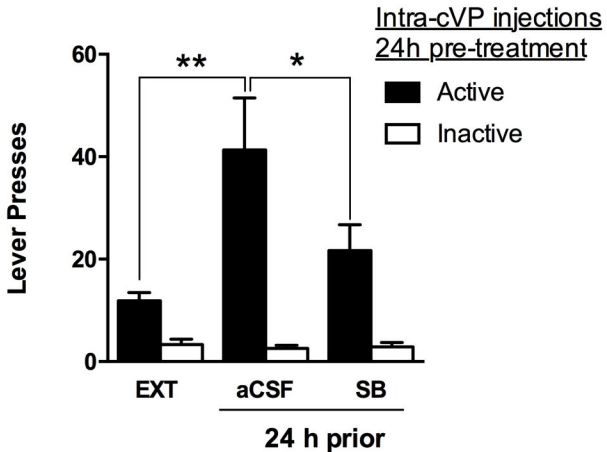 Intra-cVP injections
24h pre-treatment
Active
Inactive
Lever Presses
60
40
20
0
**
*
EXT
aCSF
SB
24 h prior